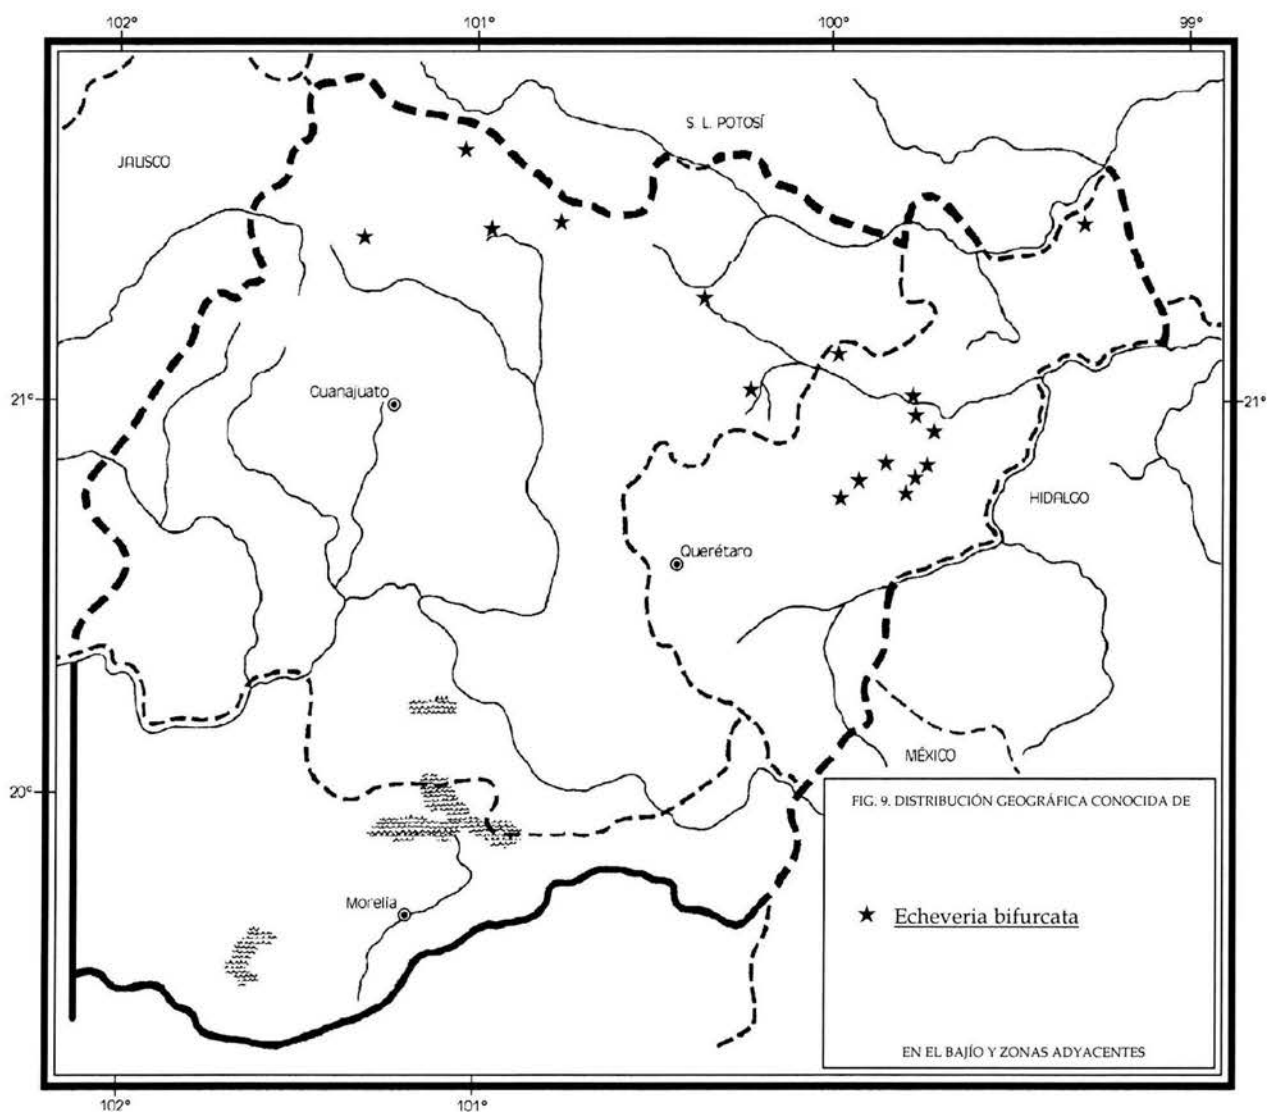 102°
101°
100°
99°
S. L. POTOSÍ
JALISCO
Guanajuato
21°
21°
HIDALGO
Querétaro
MÉXICO
20°
FIG. 9. DISTRIBUCIÓN GEOGRÁFICA CONOCIDA DE
Morelia
Echeveria bifurcata
EN EL BAJÍO Y ZONAS ADYACENTES
102°
101°